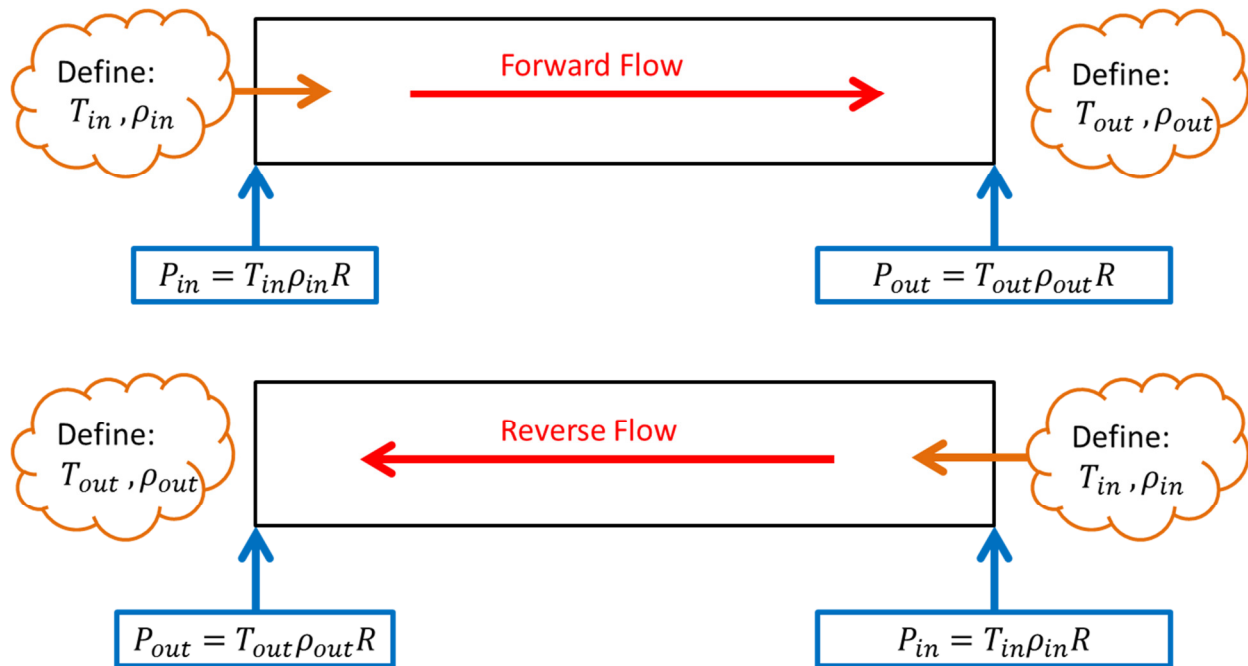 Define:
T_in , ρ_in
Forward Flow
Define:
T_out , ρ_out
P_in = T_in ρ_in R
P_out = T_out ρ_out R
Define:
T_out , ρ_out
Reverse Flow
Define:
T_in , ρ_in
P_out = T_out ρ_out R
P_in = T_in ρ_in R